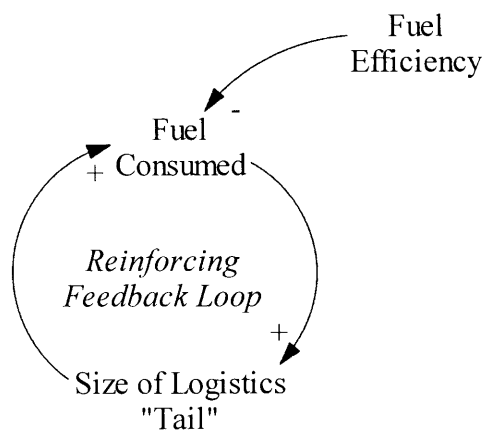 Fuel
Efficiency
-
Fuel
Consumed
+
Reinforcing
Feedback Loop
+
Size of Logistics
"Tail"